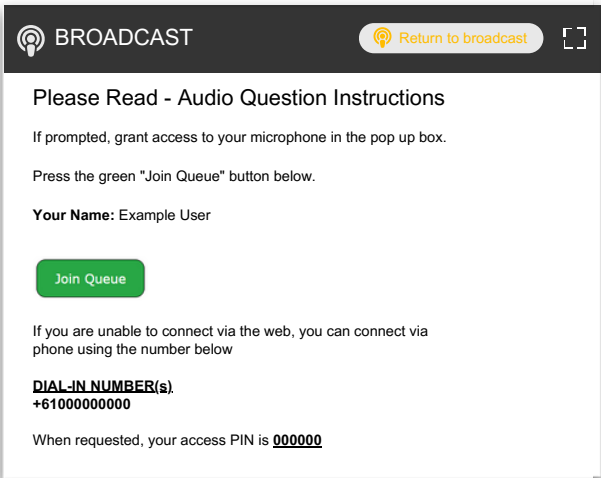 BROADCAST
Return to broadcast
Please Read - Audio Question Instructions
If prompted, grant access to your microphone in the pop up box.
Press the green "Join Queue" button below.
Your Name: Example User
Join Queue
If you are unable to connect via the web, you can connect via
phone using the number below
DIAL-IN NUMBER(s)
+61000000000
When requested, your access PIN is 000000